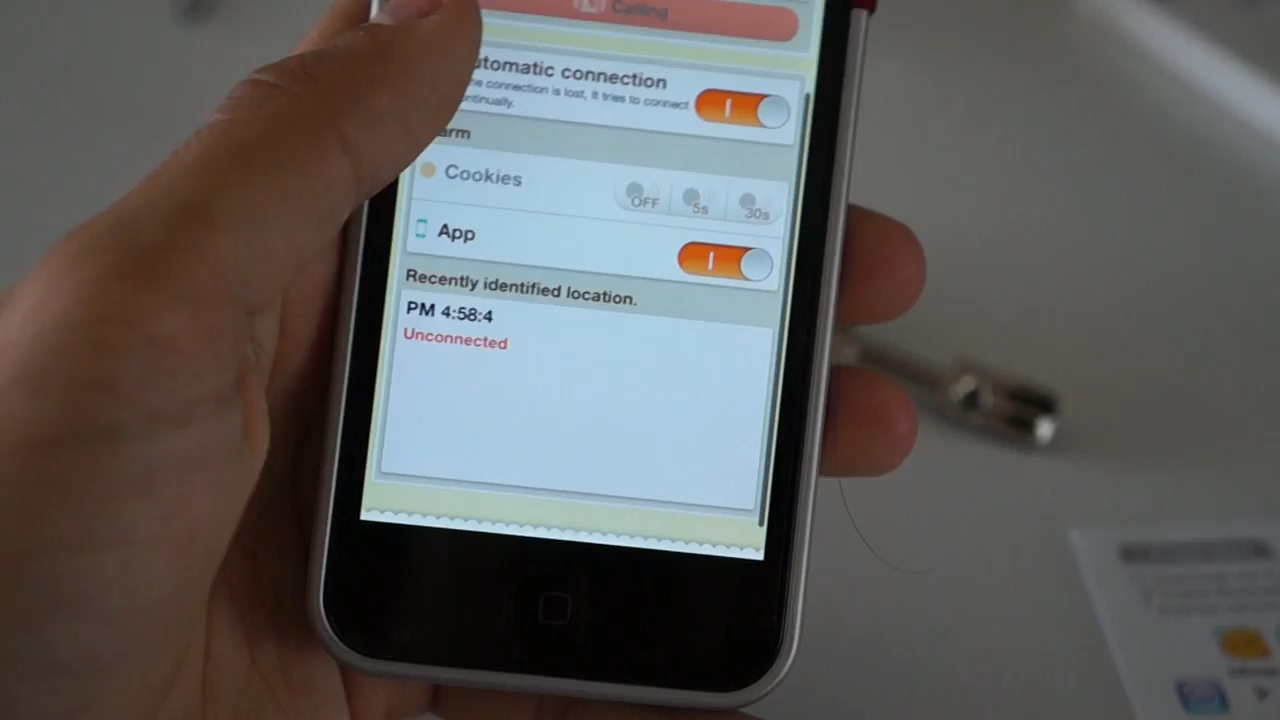 Calling
utomatic connection
connection is lost, It tries to connect
ntinually.
arm
Cookies
OFF
5s
30s
App
Recently identified location.
PM 4:58:4
Unconnected